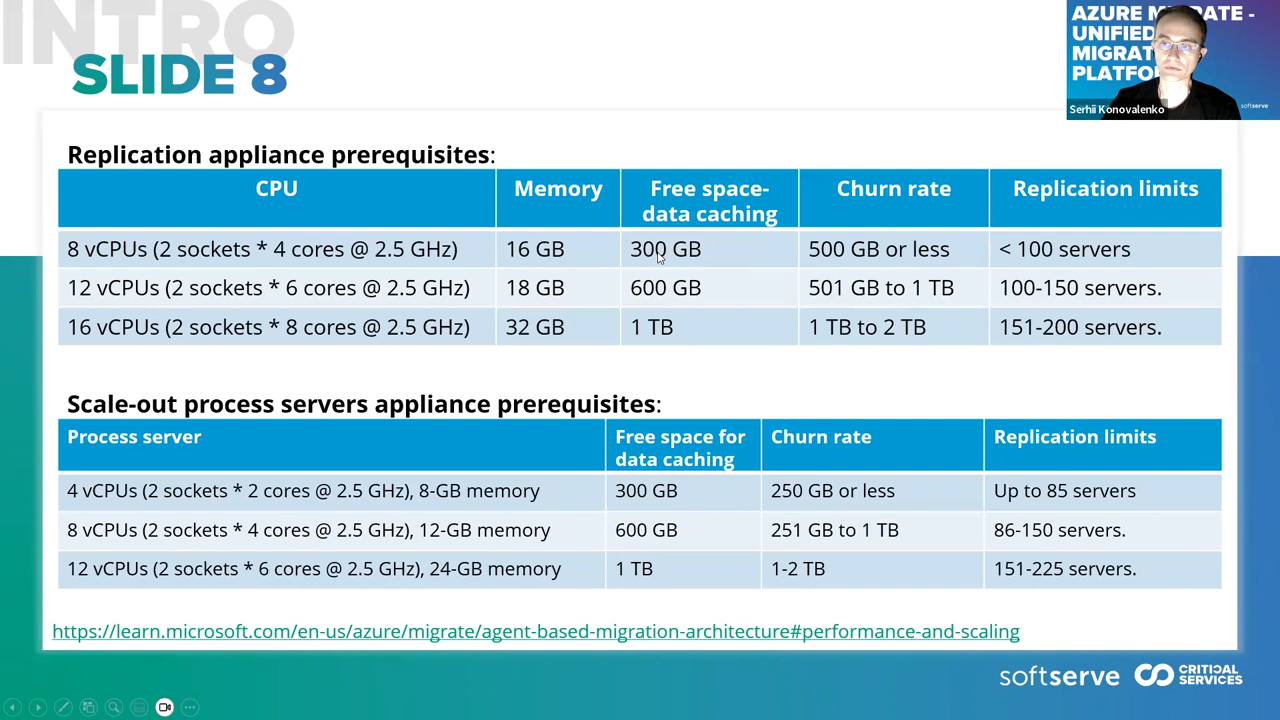 INTRO
SLIDE 8
AZURE MIGRATE -
UNIFIED
MIGRAT
PLATFO
Serhii Konovalenko
softserve
Replication appliance prerequisites:
CPU Memory Free space-data caching Churn rate Replication limits
8 vCPUs (2 sockets * 4 cores @ 2.5 GHz) 16 GB 300 GB 500 GB or less < 100 servers
12 vCPUs (2 sockets * 6 cores @ 2.5 GHz) 18 GB 600 GB 501 GB to 1 TB 100-150 servers.
16 vCPUs (2 sockets * 8 cores @ 2.5 GHz) 32 GB 1 TB 1 TB to 2 TB 151-200 servers.
Scale-out process servers appliance prerequisites:
Process server Free space for data caching Churn rate Replication limits
4 vCPUs (2 sockets * 2 cores @ 2.5 GHz), 8-GB memory 300 GB 250 GB or less Up to 85 servers
8 vCPUs (2 sockets * 4 cores @ 2.5 GHz), 12-GB memory 600 GB 251 GB to 1 TB 86-150 servers.
12 vCPUs (2 sockets * 6 cores @ 2.5 GHz), 24-GB memory 1 TB 1-2 TB 151-225 servers.
https://learn.microsoft.com/en-us/azure/migrate/agent-based-migration-architecture#performance-and-scaling
softserve CRITICAL
SERVICES